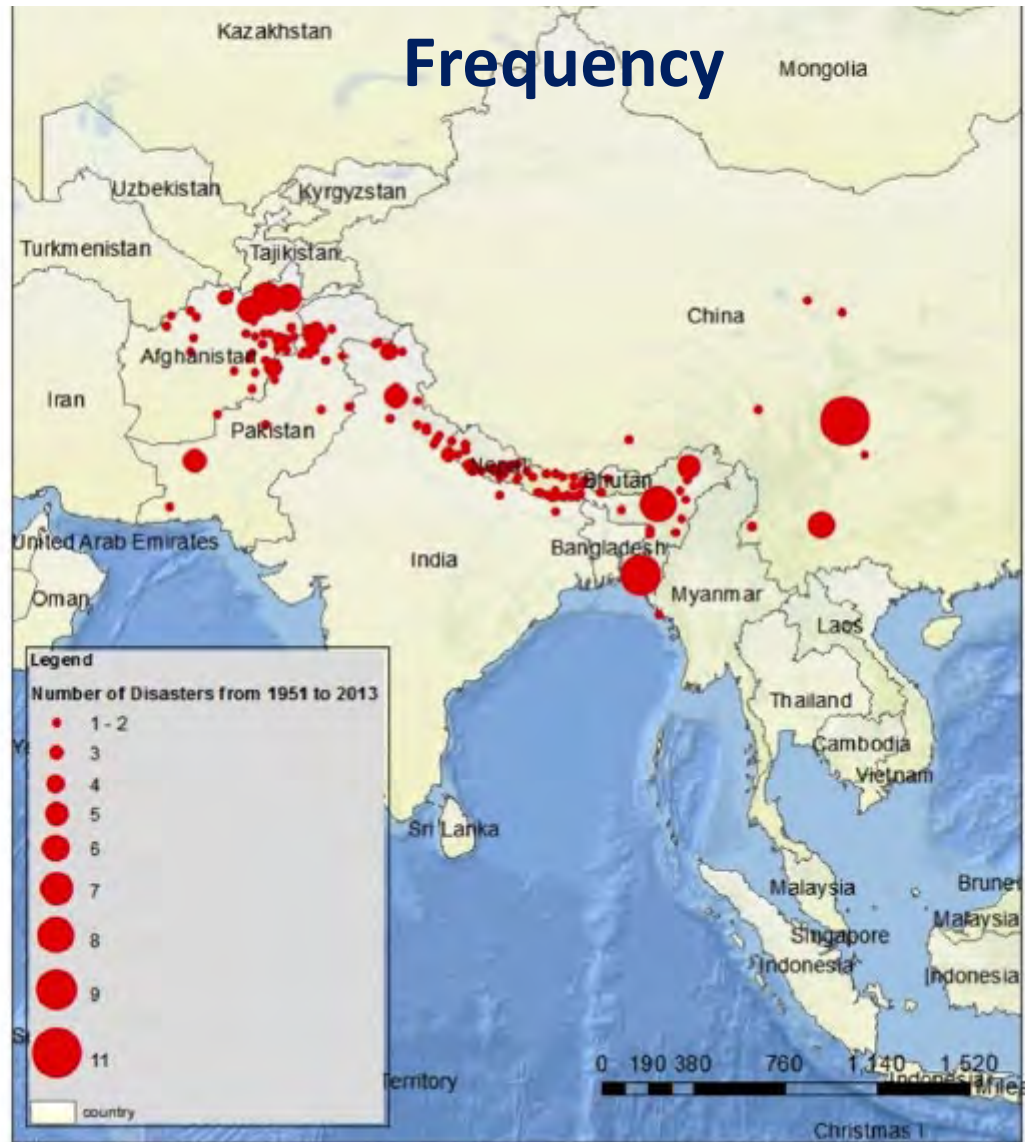 Frequency
Kazakhstan
Mongolia
Uzbekistan
Kyrgyzstan
Turkmenistan
Tajikistan
China
Afghanistan
Iran
Pakistan
Nepal
Bhutan
United Arab Emirates
India
Bangladesh
Oman
Myanmar
Laos
Thailand
Cambodia
Vietnam
Sri Lanka
Malaysia
Brunei
Malaysia
Singapore
Indonesia
Indonesia
Legend
Number of Disasters from 1951 to 2013
1 - 2
3
4
5
6
7
8
9
11
country
0 190 380 760 1,140 1,520
Indonesia
Miles
Territory
Christmas I